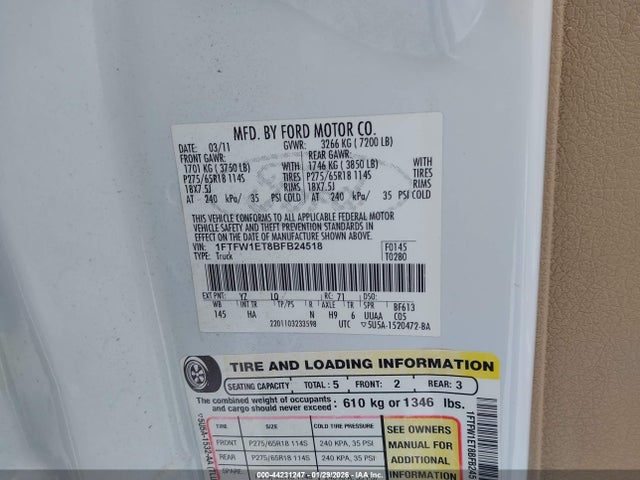 MFD. BY FORD MOTOR CO.
DATE: 03/11 GVWR: 3266 KG ( 7200 LB)
FRONT GAWR: REAR GAWR:
1701 KG ( 3750 LB) WITH 1746 KG ( 3850 LB) WITH
P275/65R18 114S TIRES P275/65R18 114S TIRES
18X7.5J RIMS 18X7.5J RIMS
AT 240 kPa/ 35 PSI COLD AT 240 kPa/ 35 PSI COLD
THIS VEHICLE CONFORMS TO ALL APPLICABLE FEDERAL MOTOR
VEHICLE SAFETY AND THEFT PREVENTION STANDARDS IN
EFFECT ON THE DATE OF MANUFACTURE SHOWN ABOVE.
VIN: 1FTFW1ET8BFB24518 F0145
TYPE: Truck T0280
EXT PNT: YZ LQ RC: 71 DSO:
WB INT TR TP/PS R AXLE TR SPR BF613
145 HA N H9 6 UUAA C05
2201103233598 UTC ▽5U5A-1520472-BA
TIRE AND LOADING INFORMATION
SEATING CAPACITY TOTAL: 5 FRONT: 2 REAR: 3
The combined weight of occupants and cargo should never exceed: 610 kg or 1346 lbs.
TIRE SIZE COLD TIRE PRESSURE
FRONT P275/65R18 114S 240 KPA, 35 PSI
REAR P275/65R18 114S 240 KPA, 35 PSI
SPARE
SEE OWNERS
MANUAL FOR
ADDITIONAL
INFORMATION
000-44231247 - 01/29/2026 - IAAI.com